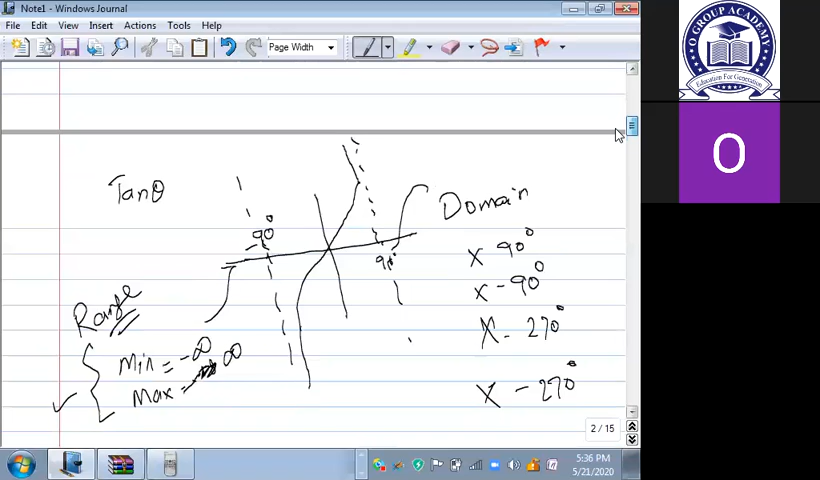 Note1 - Windows Journal
File Edit View Insert Actions Tools Help
Page Width
Tanθ
-90°
90°
Domain
x 90°
x -90°
x - 270°
x - 270°
Range
Min = -∞
Max = ∞
2 / 15
5:36 PM
5/21/2020
O GROUP ACADEMY
Education For Generation
O